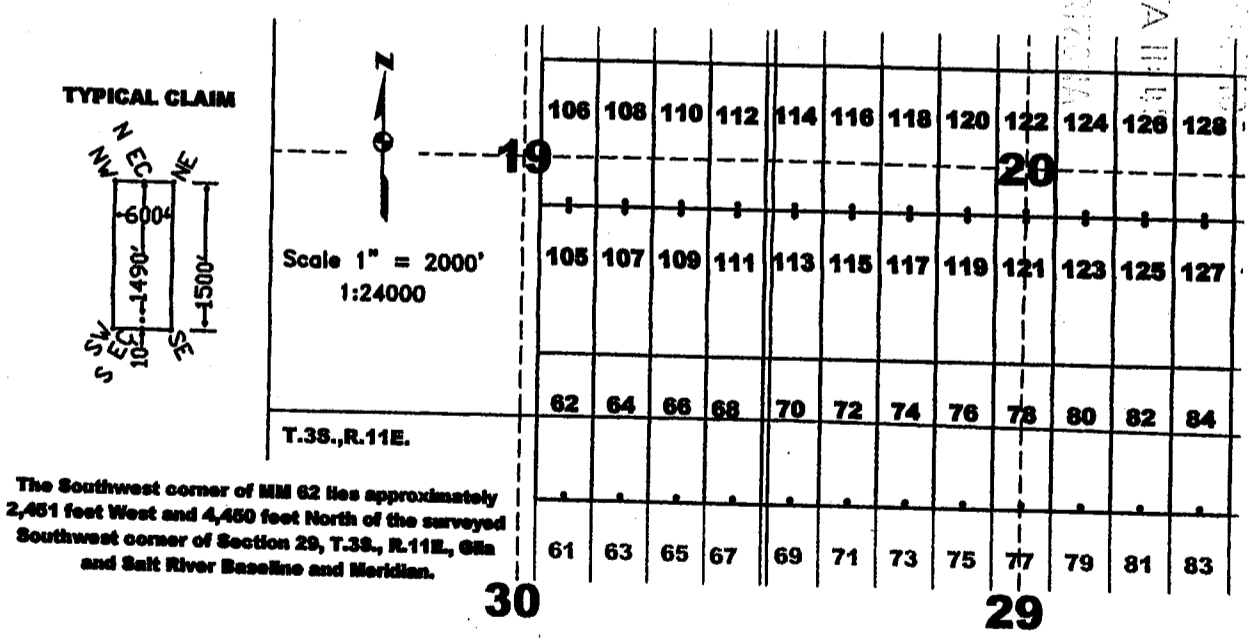 TYPICAL CLAIM
N
NW EC NE
600'
1490'
1500'
10'
SW EC SE
S
N
Scale 1" = 2000'
1:24000
T.3S.,R.11E.
The Southwest corner of MM 62 lies approximately
2,451 feet West and 4,450 feet North of the surveyed
Southwest corner of Section 29, T.3S., R.11E., Gila
and Salt River Baseline and Meridian.
106 108 110 112 114 116 118 120 122 124 126 128
19
20
105 107 109 111 113 115 117 119 121 123 125 127
62 64 66 68 70 72 74 76 78 80 82 84
61 63 65 67 69 71 73 75 77 79 81 83
30
29